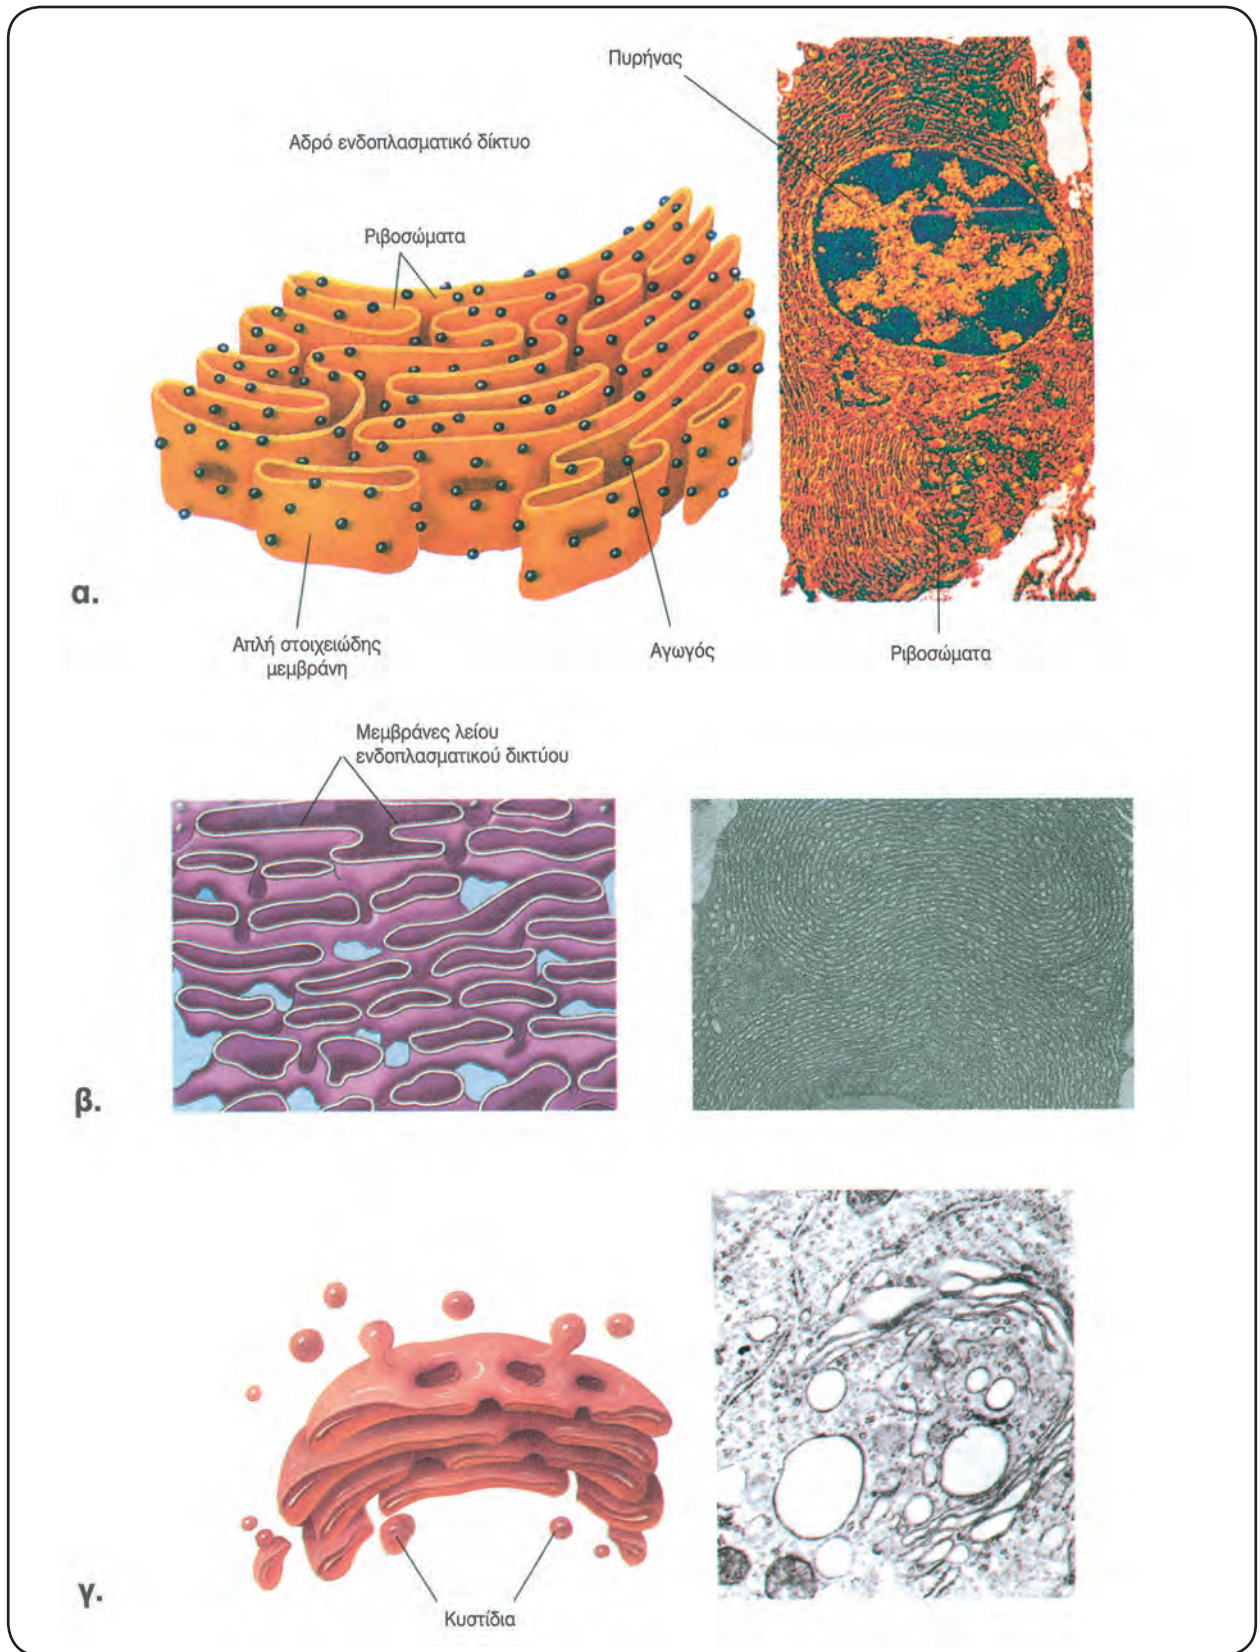 Πυρήνας
Αδρό ενδοπλασματικό δίκτυο
Ριβοσώματα
α.
Απλή στοιχειώδης
μεμβράνη
Αγωγός
Ριβοσώματα
Μεμβράνες λείου
ενδοπλασματικού δικτύου
β.
γ.
Κυστίδια